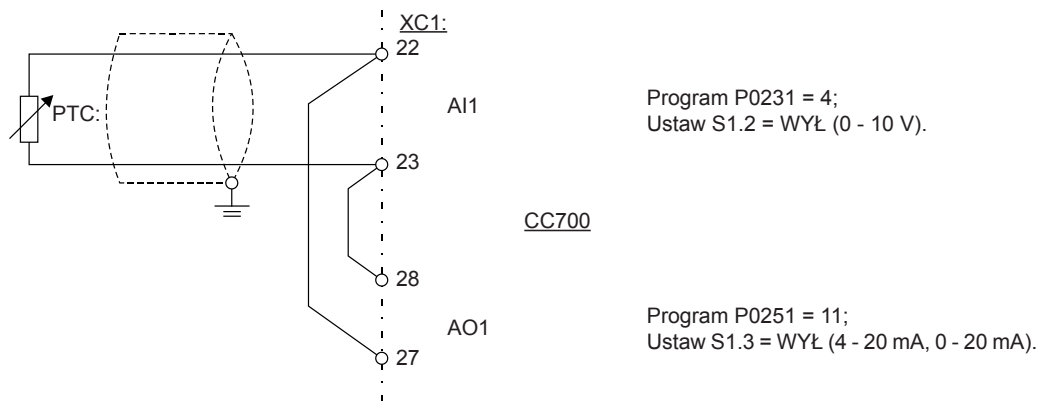 XC1:
22
PTC:
AI1
Program P0231 = 4;
Ustaw S1.2 = WYŁ (0 - 10 V).
23
CC700
28
AO1
Program P0251 = 11;
Ustaw S1.3 = WYŁ (4 - 20 mA, 0 - 20 mA).
27